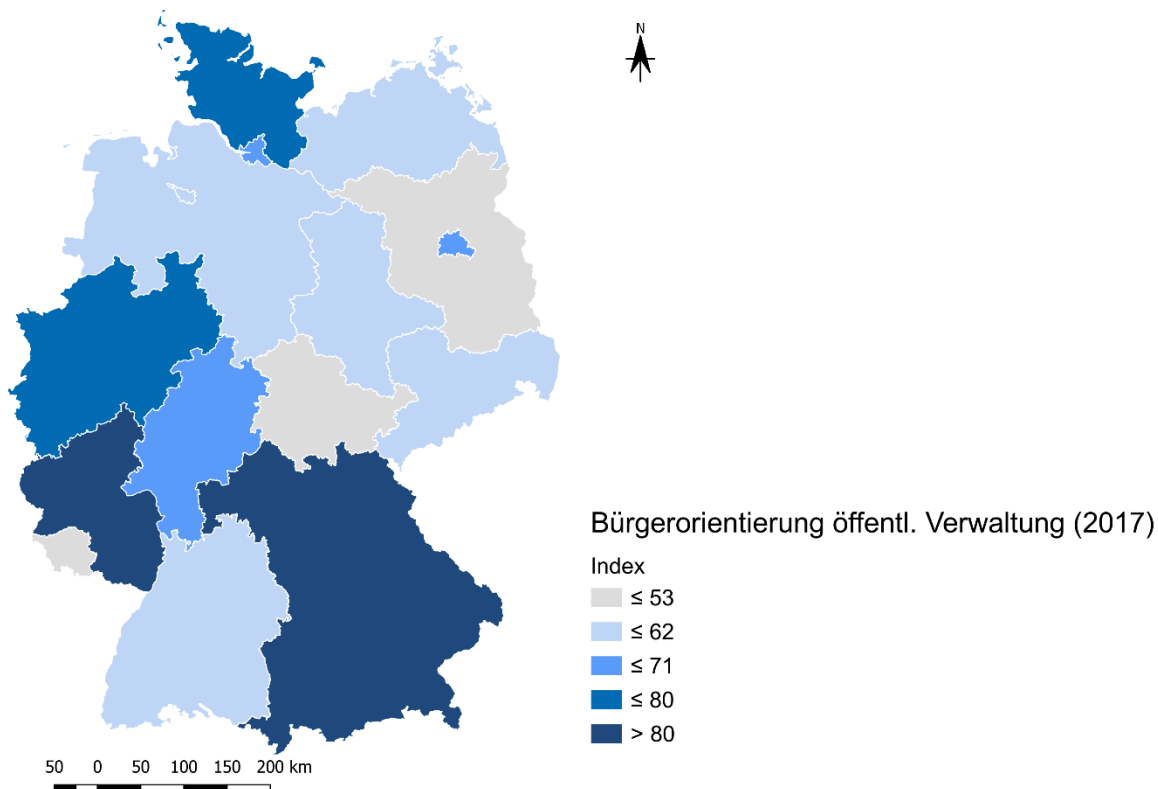 N
Bürgerorientierung öffentl. Verwaltung (2017)
Index
≤ 53
≤ 62
≤ 71
≤ 80
> 80
50 0 50 100 150 200 km